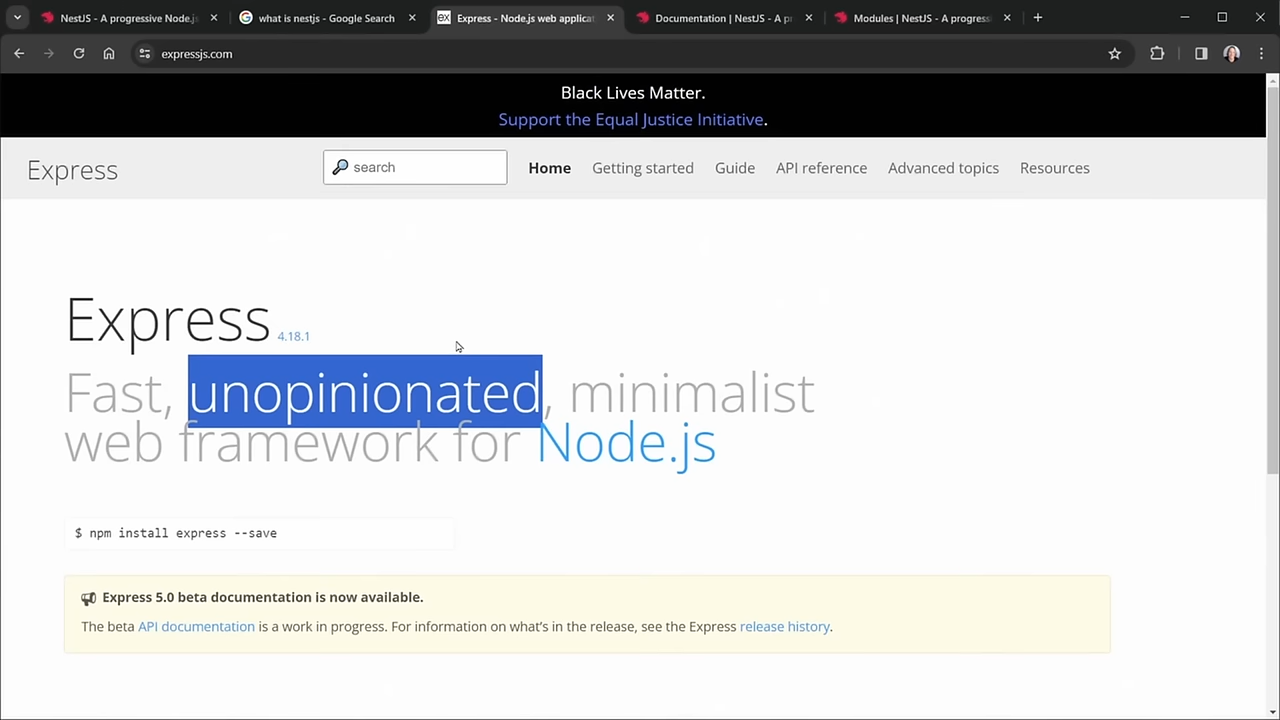 NestJS - A progressive Node.js
what is nestjs - Google Search
Express - Node.js web applicat
Documentation | NestJS - A pr
Modules | NestJS - A progress
expressjs.com
Black Lives Matter.
Support the Equal Justice Initiative.
Express
search
Home
Getting started
Guide
API reference
Advanced topics
Resources
Express 4.18.1
Fast, unopinionated, minimalist
web framework for Node.js
$ npm install express --save
Express 5.0 beta documentation is now available.
The beta API documentation is a work in progress. For information on what's in the release, see the Express release history.